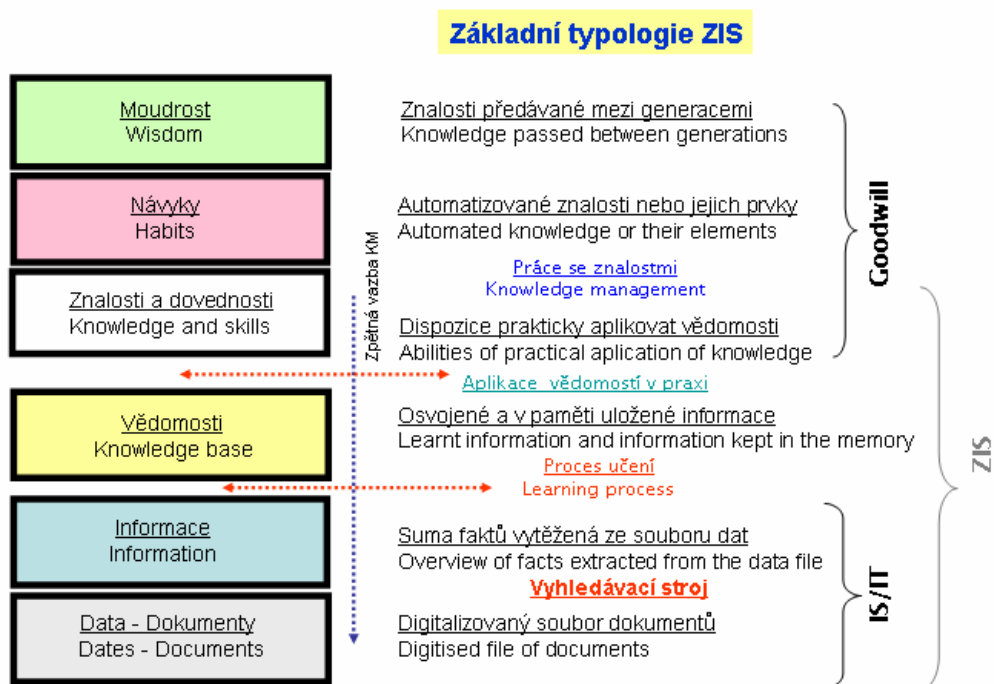 Základní typologie ZIS
Moudrost
Wisdom
Znalosti předávané mezi generacemi
Knowledge passed between generations
Návyky
Habits
Automatizované znalosti nebo jejich prvky
Automated knowledge or their elements
Práce se znalostmi
Knowledge management
Znalosti a dovednosti
Knowledge and skills
Dispozice prakticky aplikovat vědomosti
Abilities of practical aplication of knowledge
Goodwill
Zpětná vazba KM
Aplikace vědomostí v praxi
Vědomosti
Knowledge base
Osvojené a v paměti uložené informace
Learnt information and information kept in the memory
Proces učení
Learning process
ZIS
Informace
Information
Suma faktů vytěžená ze souboru dat
Overview of facts extracted from the data file
Vyhledávací stroj
Data - Dokumenty
Dates - Documents
Digitalizovaný soubor dokumentů
Digitised file of documents
IS/IT